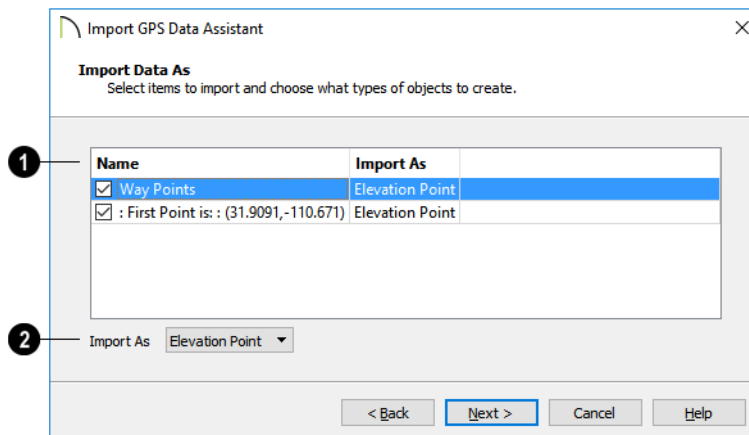 Import GPS Data Assistant
Import Data As
Select items to import and choose what types of objects to create.
1
Name Import As
Way Points Elevation Point
: First Point is: : (31.9091,-110.671) Elevation Point
2
Import As Elevation Point
< Back Next > Cancel Help